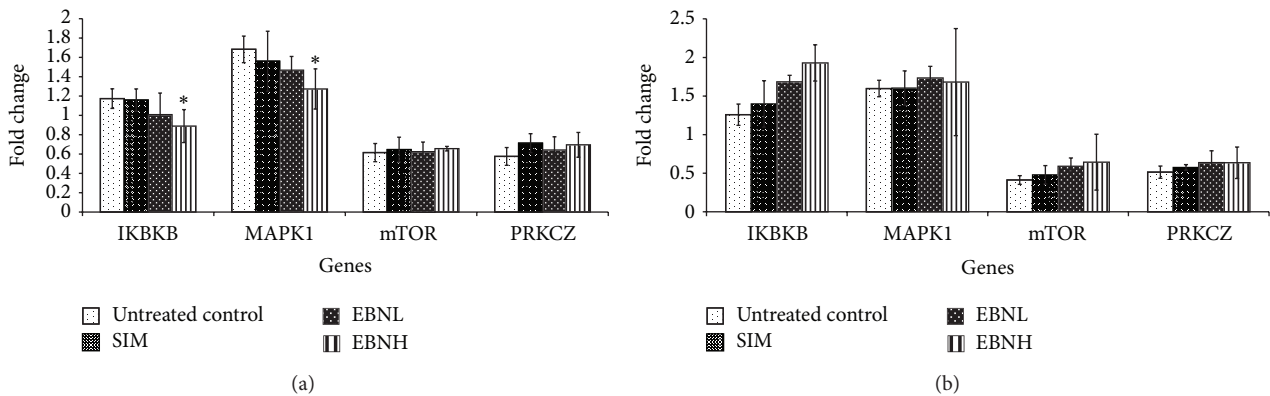 2
1.8
1.6
1.4
1.2
1
0.8
0.6
0.4
0.2
0
Fold change
*
*
IKBKB MAPK1 mTOR PRKCZ
Genes
Untreated control
SIM
EBNL
EBNH
(a)
2.5
2
1.5
1
0.5
0
Fold change
IKBKB MAPK1 mTOR PRKCZ
Genes
Untreated control
SIM
EBNL
EBNH
(b)